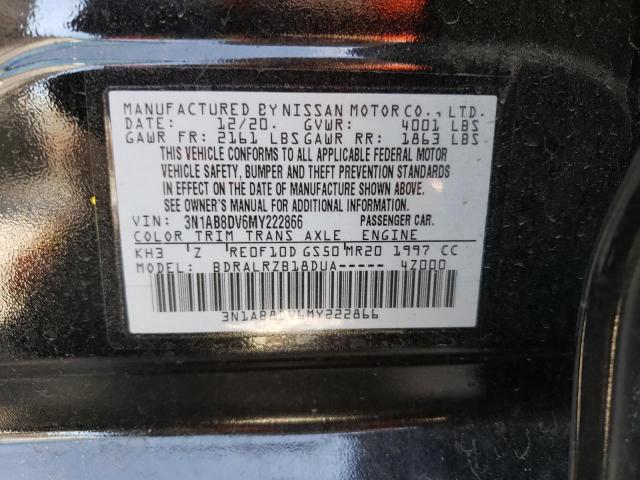 MANUFACTURED BY NISSAN MOTOR CO., LTD.
DATE: 12/20. GVWR: 4001 LBS
GAWR FR: 2161 LBS GAWR RR: 1863 LBS
THIS VEHICLE CONFORMS TO ALL APPLICABLE FEDERAL MOTOR
VEHICLE SAFETY, BUMPER AND THEFT PREVENTION STANDARDS
IN EFFECT ON THE DATE OF MANUFACTURE SHOWN ABOVE.
SEE OWNER'S MANUAL FOR ADDITIONAL INFORMATION.
VIN: 3N1AB8DV6MY222866 PASSENGER CAR.
COLOR TRIM TRANS AXLE ENGINE
KH3 Z RE0F10D GS50 MR20 1997 CC
MODEL: BDRALRZB18DUA----- 4Z000
3N1AB8DV6MY222866